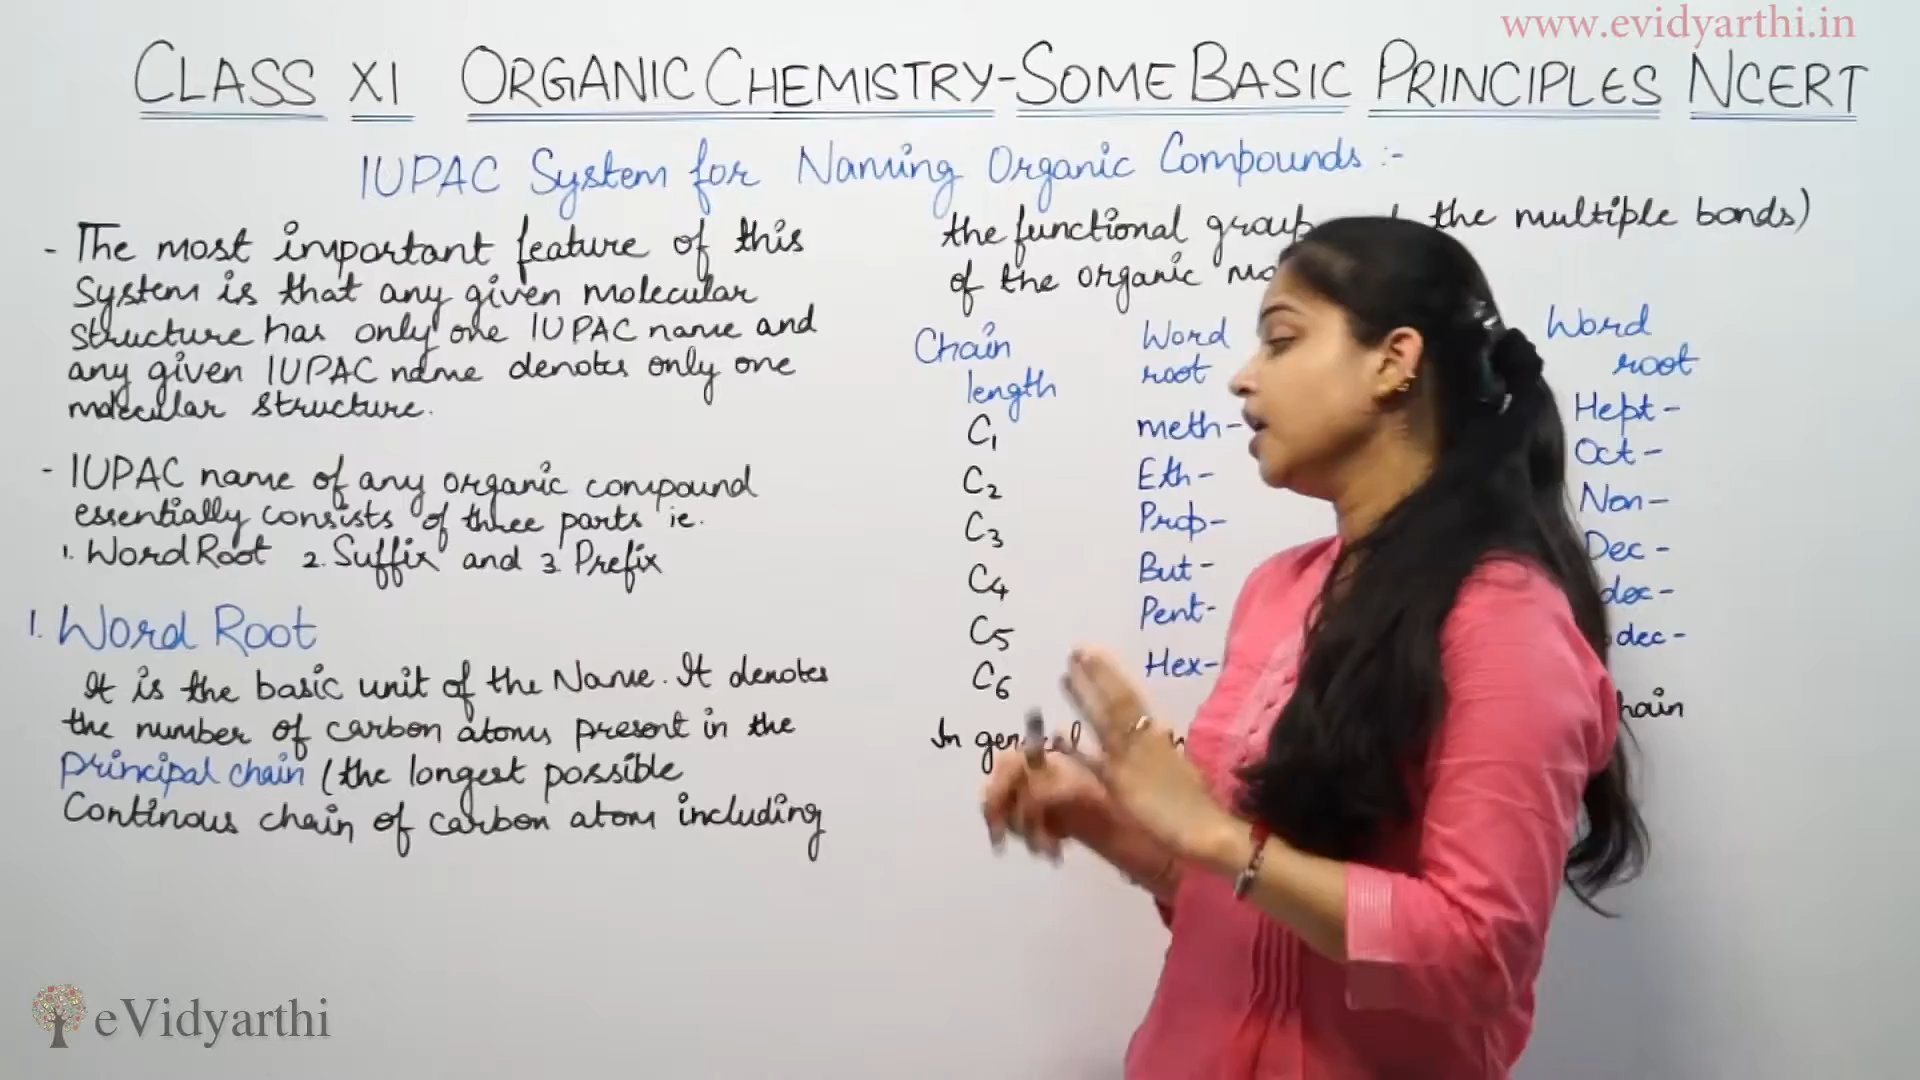 www.evidyarthi.in
CLASS XI ORGANIC CHEMISTRY-SOME BASIC PRINCIPLES NCERT
IUPAC System for Naming Organic Compounds :-
- The most important feature of this
System is that any given molecular
structure has only one IUPAC name and
any given IUPAC name denotes only one
molecular structure.
- IUPAC name of any organic compound
essentially consists of three parts ie.
1. Word Root 2. Suffix and 3. Prefix
1. Word Root
It is the basic unit of the Name. It denotes
the number of carbon atoms present in the
principal chain (the longest possible
Continous chain of carbon atom including
the functional group the multiple bonds)
of the organic
Chain length Word root Word root
C1 meth- Hept-
C2 Eth- Oct-
C3 Prop- Non-
C4 But- Dec-
C5 Pent- dec-
C6 Hex- dec-
In general
eVidyarthi